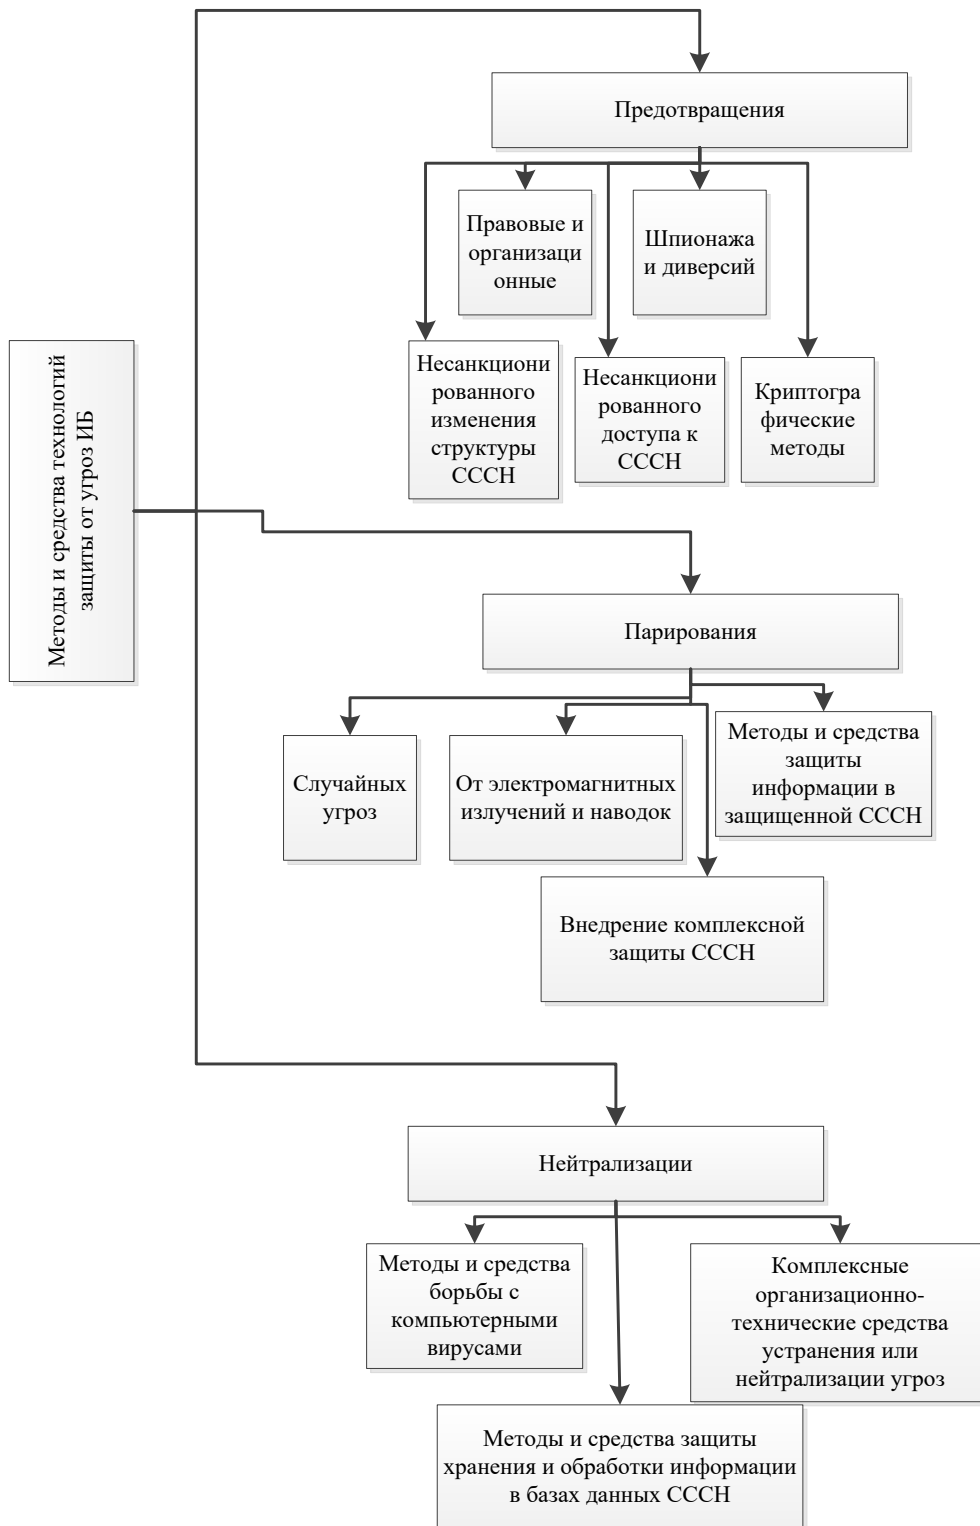 Предотвращения
Правовые и
организаци
онные
Шпионажа
и диверсий
Несанкциони
рованного
изменения
структуры
СССН
Несанкциони
рованного
доступа к
СССН
Криптогра
фические
методы
Методы и средства технологий
защиты от угроз ИБ
Парирования
Случайных
угроз
От электромагнитных
излучений и наводок
Методы и средства
защиты
информации в
защищенной СССН
Внедрение комплексной
защиты СССН
Нейтрализации
Методы и средства
борьбы с
компьютерными
вирусами
Комплексные
организационно-
технические средства
устранения или
нейтрализации угроз
Методы и средства защиты
хранения и обработки информации
в базах данных СССН